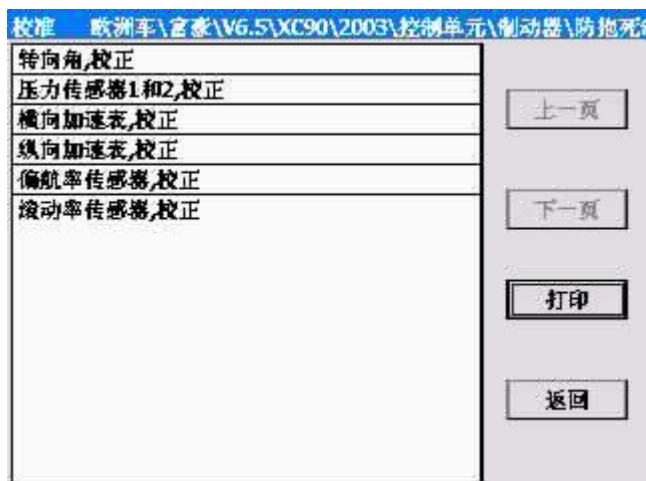 校准 欧洲车\富豪\V6.5\XC90\2003\控制单元\制动器\防抱死
转向角,校正
压力传感器1和2,校正
横向加速表,校正
纵向加速表,校正
偏航率传感器,校正
滚动率传感器,校正
上一页
下一页
打印
返回